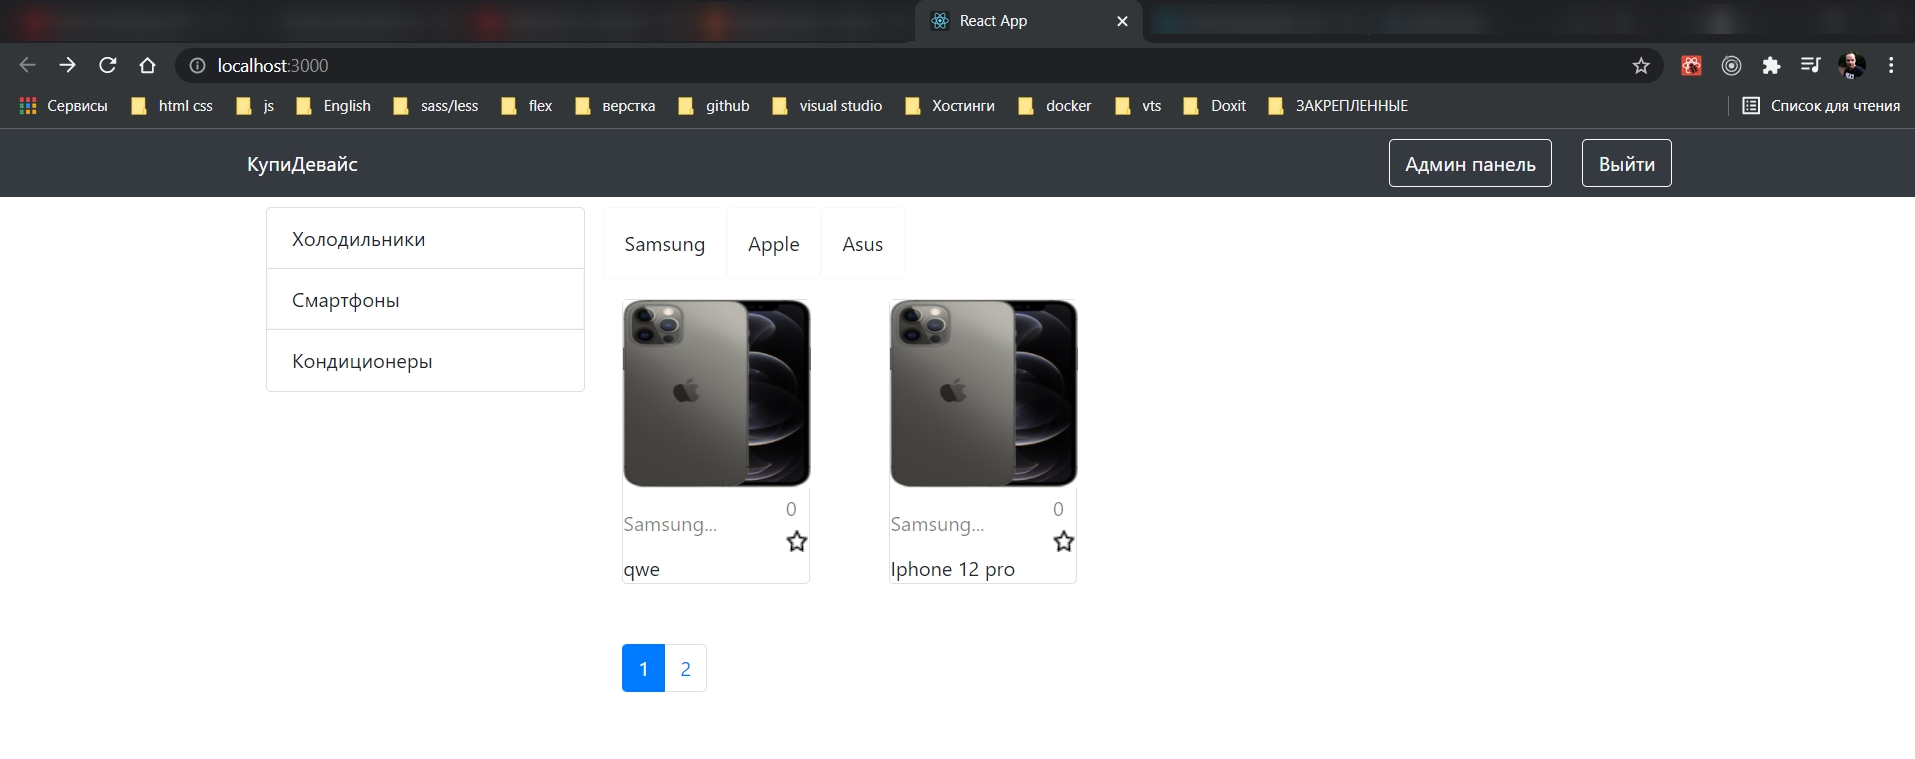 React App
localhost:3000
Сервисы html css js English sass/less flex верстка github visual studio Хостинги docker vts Doxit ЗАКРЕПЛЕННЫЕ Список для чтения
КупиДевайс Админ панель Выйти
Холодильники
Смартфоны
Кондиционеры
Samsung Apple Asus
0
Samsung...
qwe
0
Samsung...
Iphone 12 pro
1 2